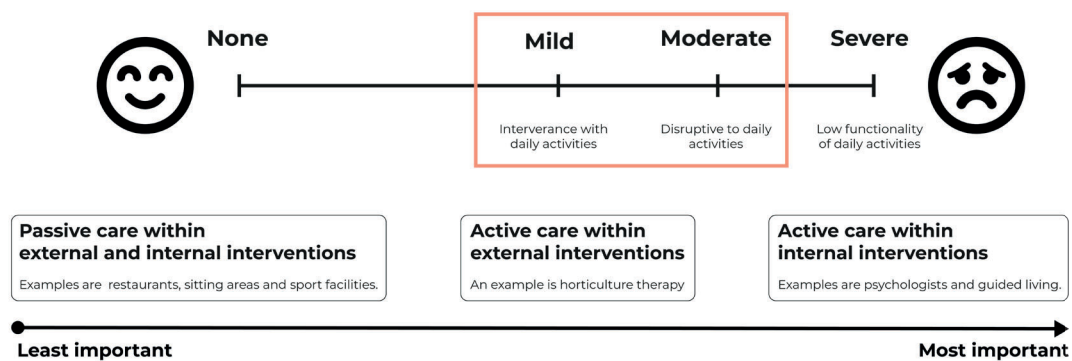 None
Mild
Moderate
Severe
Interverance with
daily activities
Disruptive to daily
activities
Low functionality
of daily activities
Passive care within
external and internal interventions
Examples are restaurants, sitting areas and sport facilities.
Active care within
external interventions
An example is horticulture therapy
Active care within
internal interventions
Examples are psychologists and guided living.
Least important
Most important